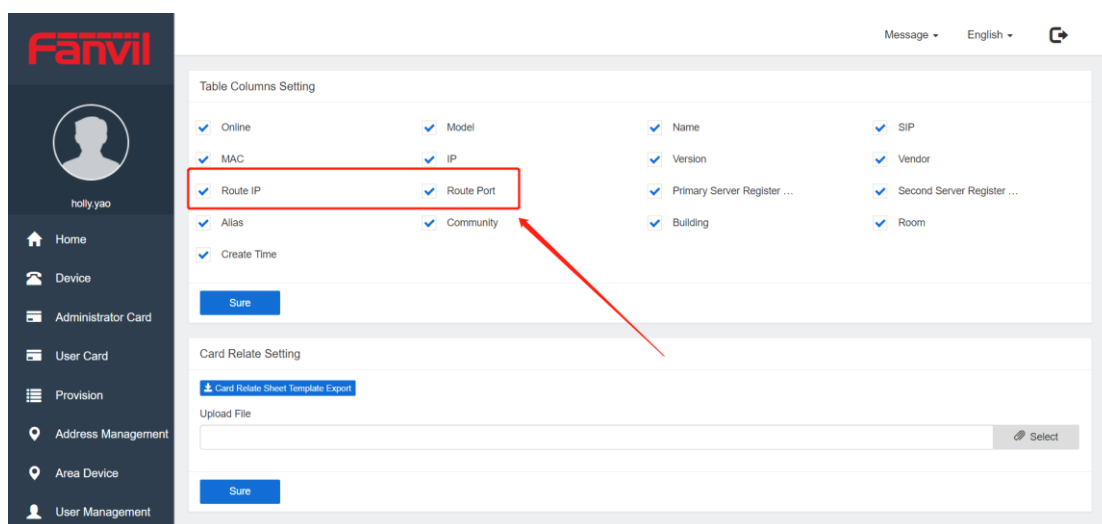 Fanvil
Message
English
holly.yao
Home
Device
Administrator Card
User Card
Provision
Address Management
Area Device
User Management
Table Columns Setting
Online Model Name SIP
MAC IP Version Vendor
Route IP Route Port Primary Server Register ... Second Server Register ...
Alias Community Building Room
Create Time
Sure
Card Relate Setting
Card Relate Sheet Template Export
Upload File
Select
Sure